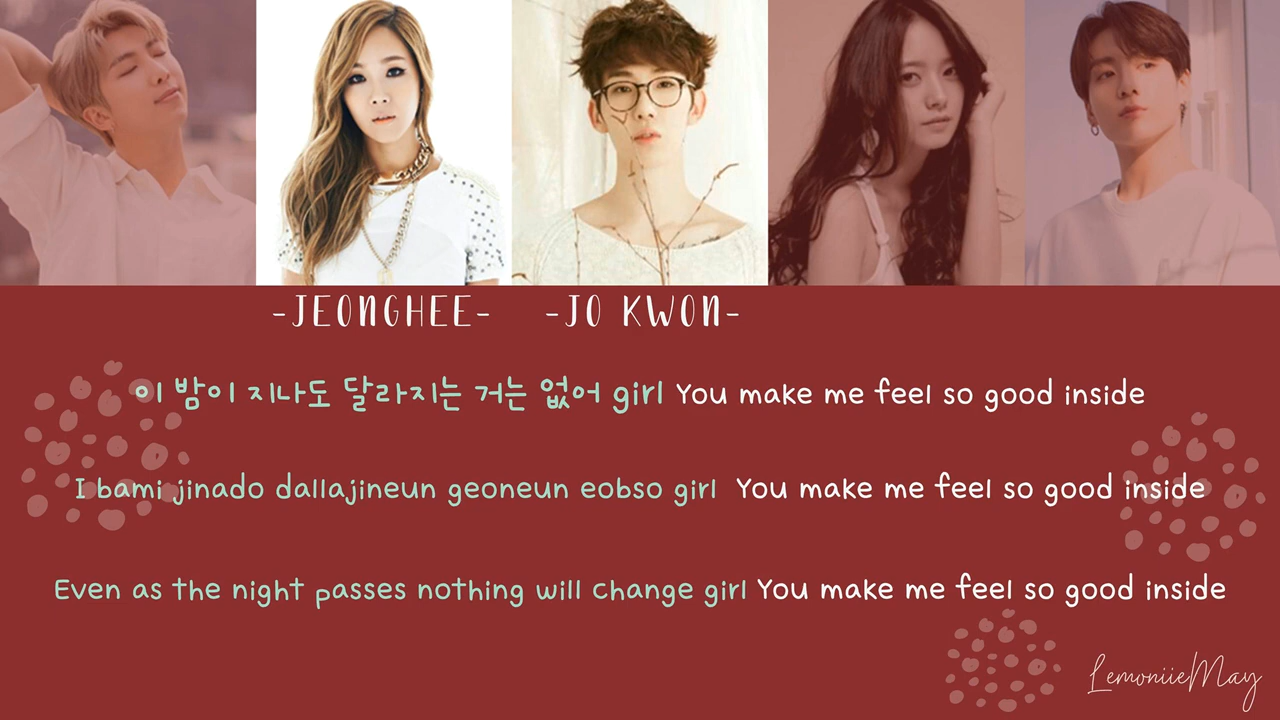 -JEONGHEE- -JO KWON-
이 밤이 지나도 달라지는 거는 없어 girl You make me feel so good inside
I bami jinado dallajineun geoneun eobso girl You make me feel so good inside
Even as the night passes nothing will change girl You make me feel so good inside
LemoniieMay